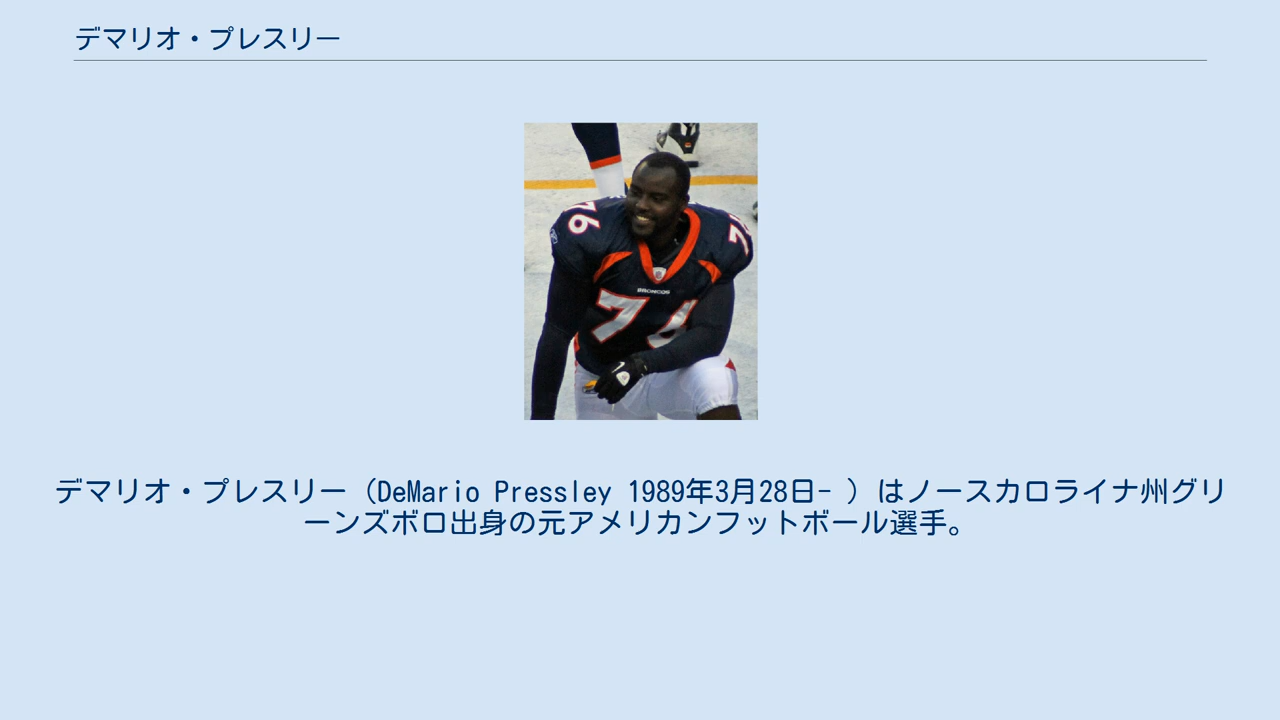 デマリオ・プレスリー
76
76
BRONCOS
76
デマリオ・プレスリー（DeMario Pressley 1989年3月28日- ）はノースカロライナ州グリ
ーンズボロ出身の元アメリカンフットボール選手。